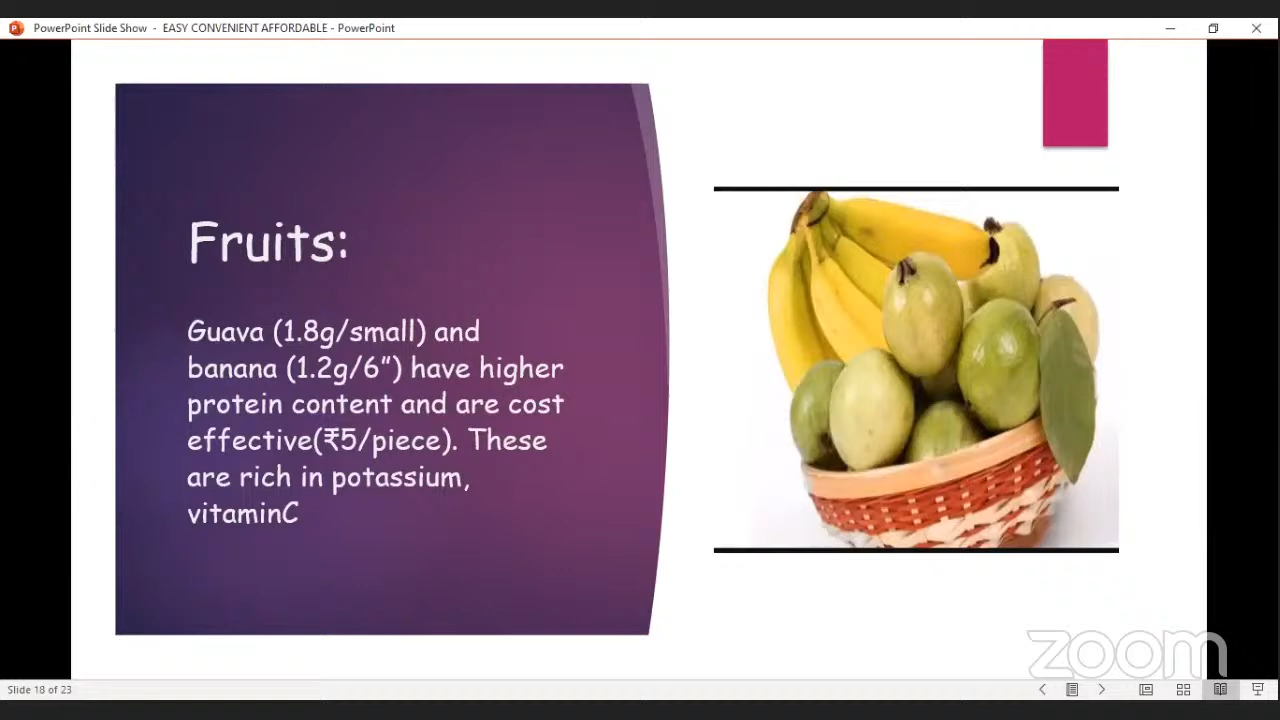 PowerPoint Slide Show - EASY CONVENIENT AFFORDABLE - PowerPoint
Fruits:
Guava (1.8g/small) and
banana (1.2g/6”) have higher
protein content and are cost
effective(₹5/piece). These
are rich in potassium,
vitaminC
zoom
Slide 18 of 23